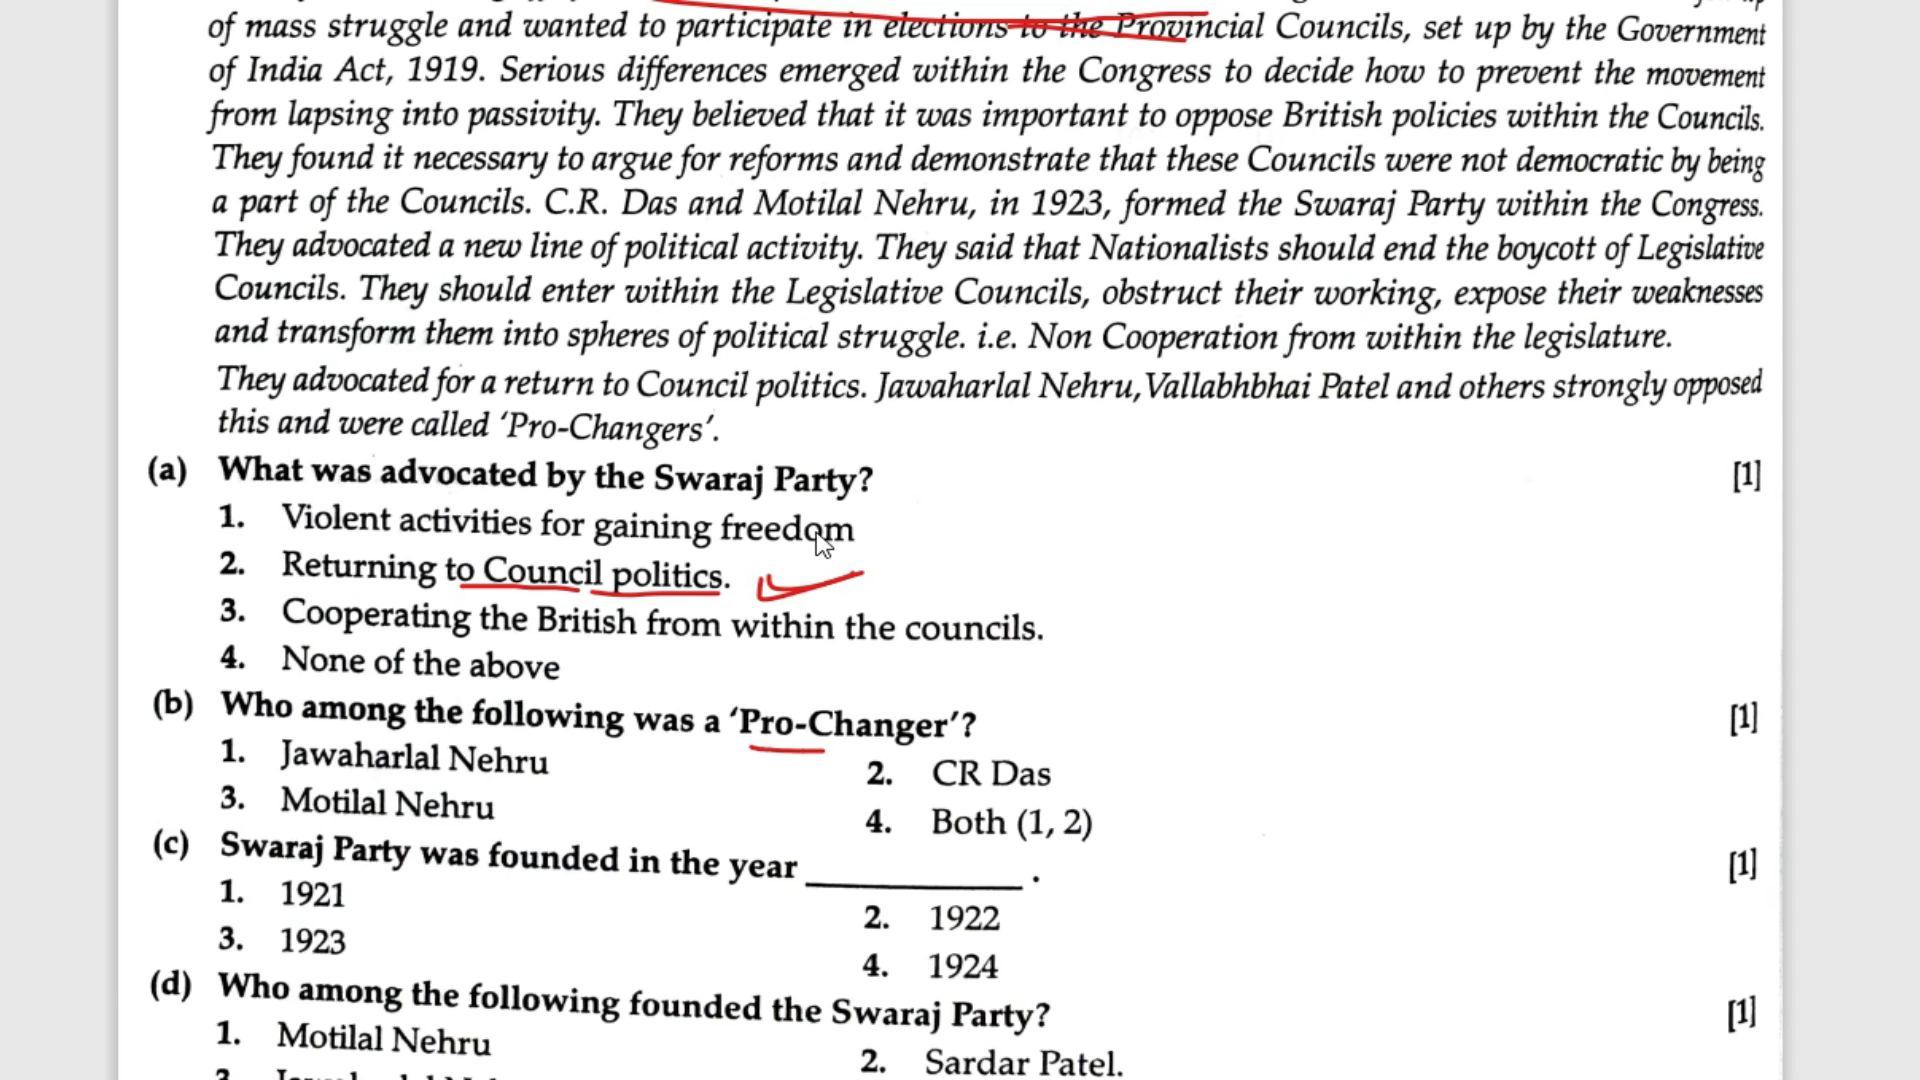 of mass struggle and wanted to participate in elections to the Provincial Councils, set up by the Government
of India Act, 1919. Serious differences emerged within the Congress to decide how to prevent the movement
from lapsing into passivity. They believed that it was important to oppose British policies within the Councils.
They found it necessary to argue for reforms and demonstrate that these Councils were not democratic by being
a part of the Councils. C.R. Das and Motilal Nehru, in 1923, formed the Swaraj Party within the Congress.
They advocated a new line of political activity. They said that Nationalists should end the boycott of Legislative
Councils. They should enter within the Legislative Councils, obstruct their working, expose their weaknesses
and transform them into spheres of political struggle. i.e. Non Cooperation from within the legislature.
They advocated for a return to Council politics. Jawaharlal Nehru, Vallabhbhai Patel and others strongly opposed
this and were called 'Pro-Changers'.
(a) What was advocated by the Swaraj Party? [1]
1. Violent activities for gaining freedom
2. Returning to Council politics.
3. Cooperating the British from within the councils.
4. None of the above
(b) Who among the following was a 'Pro-Changer'? [1]
1. Jawaharlal Nehru 2. CR Das
3. Motilal Nehru 4. Both (1, 2)
(c) Swaraj Party was founded in the year ____________ . [1]
1. 1921 2. 1922
3. 1923 4. 1924
(d) Who among the following founded the Swaraj Party? [1]
1. Motilal Nehru 2. Sardar Patel.